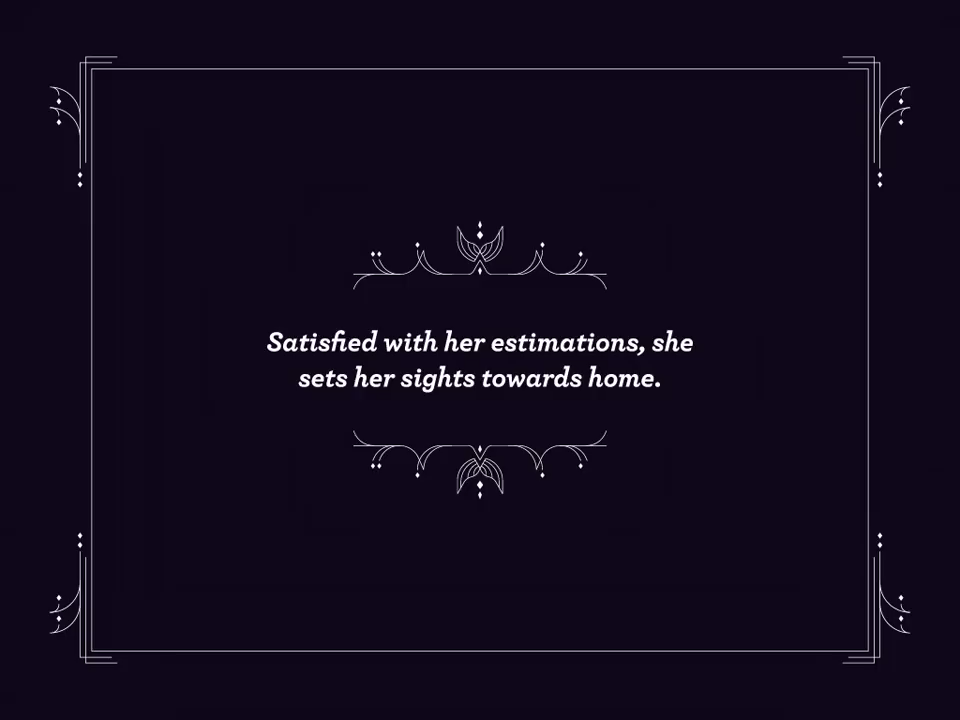 Satisfied with her estimations, she
sets her sights towards home.